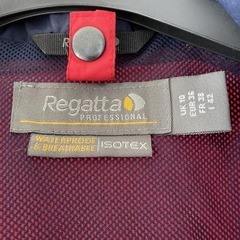 Regatta
PROFESSIONAL
WATERPROOF
& BREATHABLE
ISOTEX
UK 10
EUR 36
FR 38
I 42